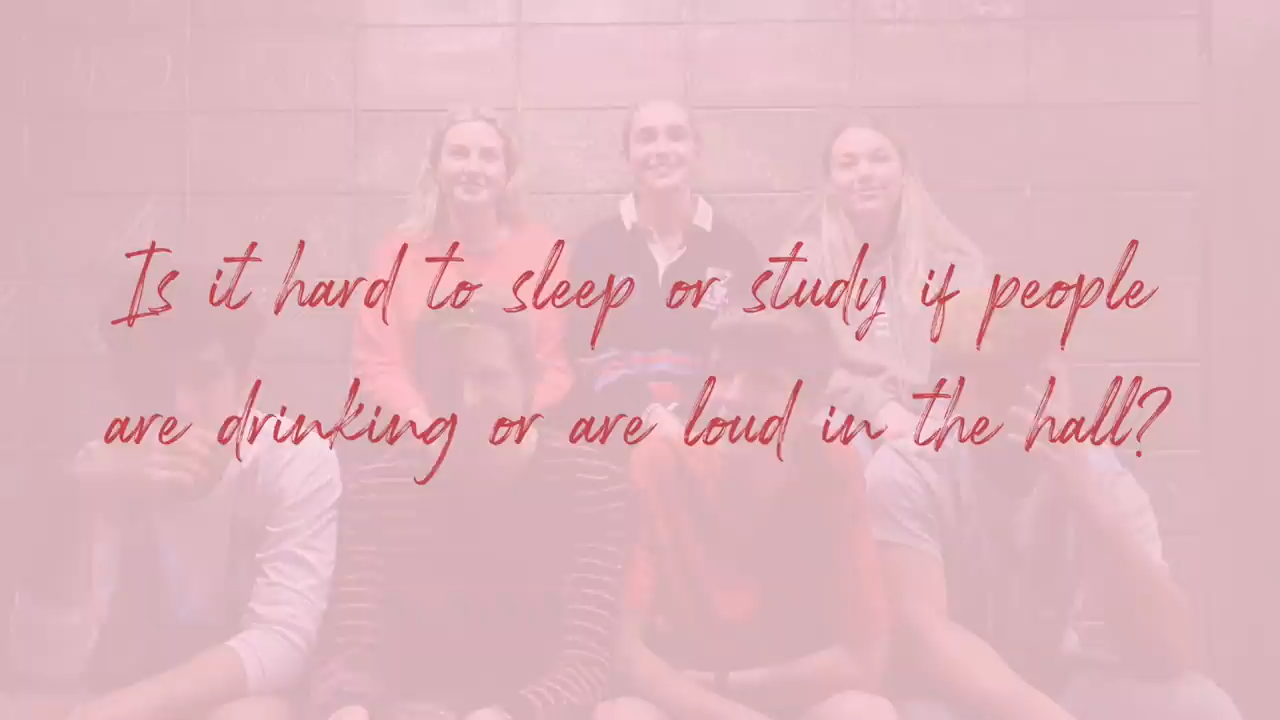 Is it hard to sleep or study if people
are drinking or are loud in the hall?